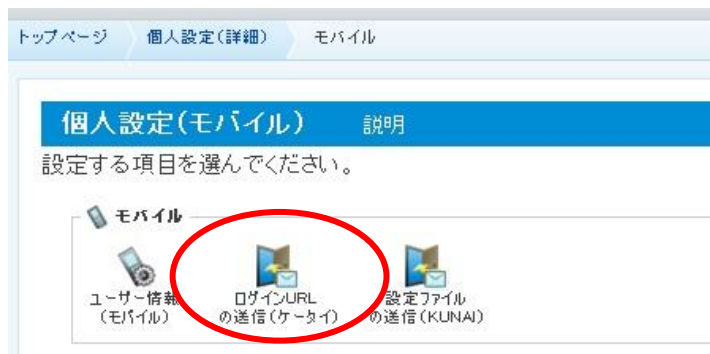 トップページ 個人設定(詳細) モバイル
個人設定(モバイル) 説明
設定する項目を選んでください。
モバイル
ユーザー情報
(モバイル)
ログインURL
の送信(ケータイ)
設定ファイル
の送信(KUNAI)